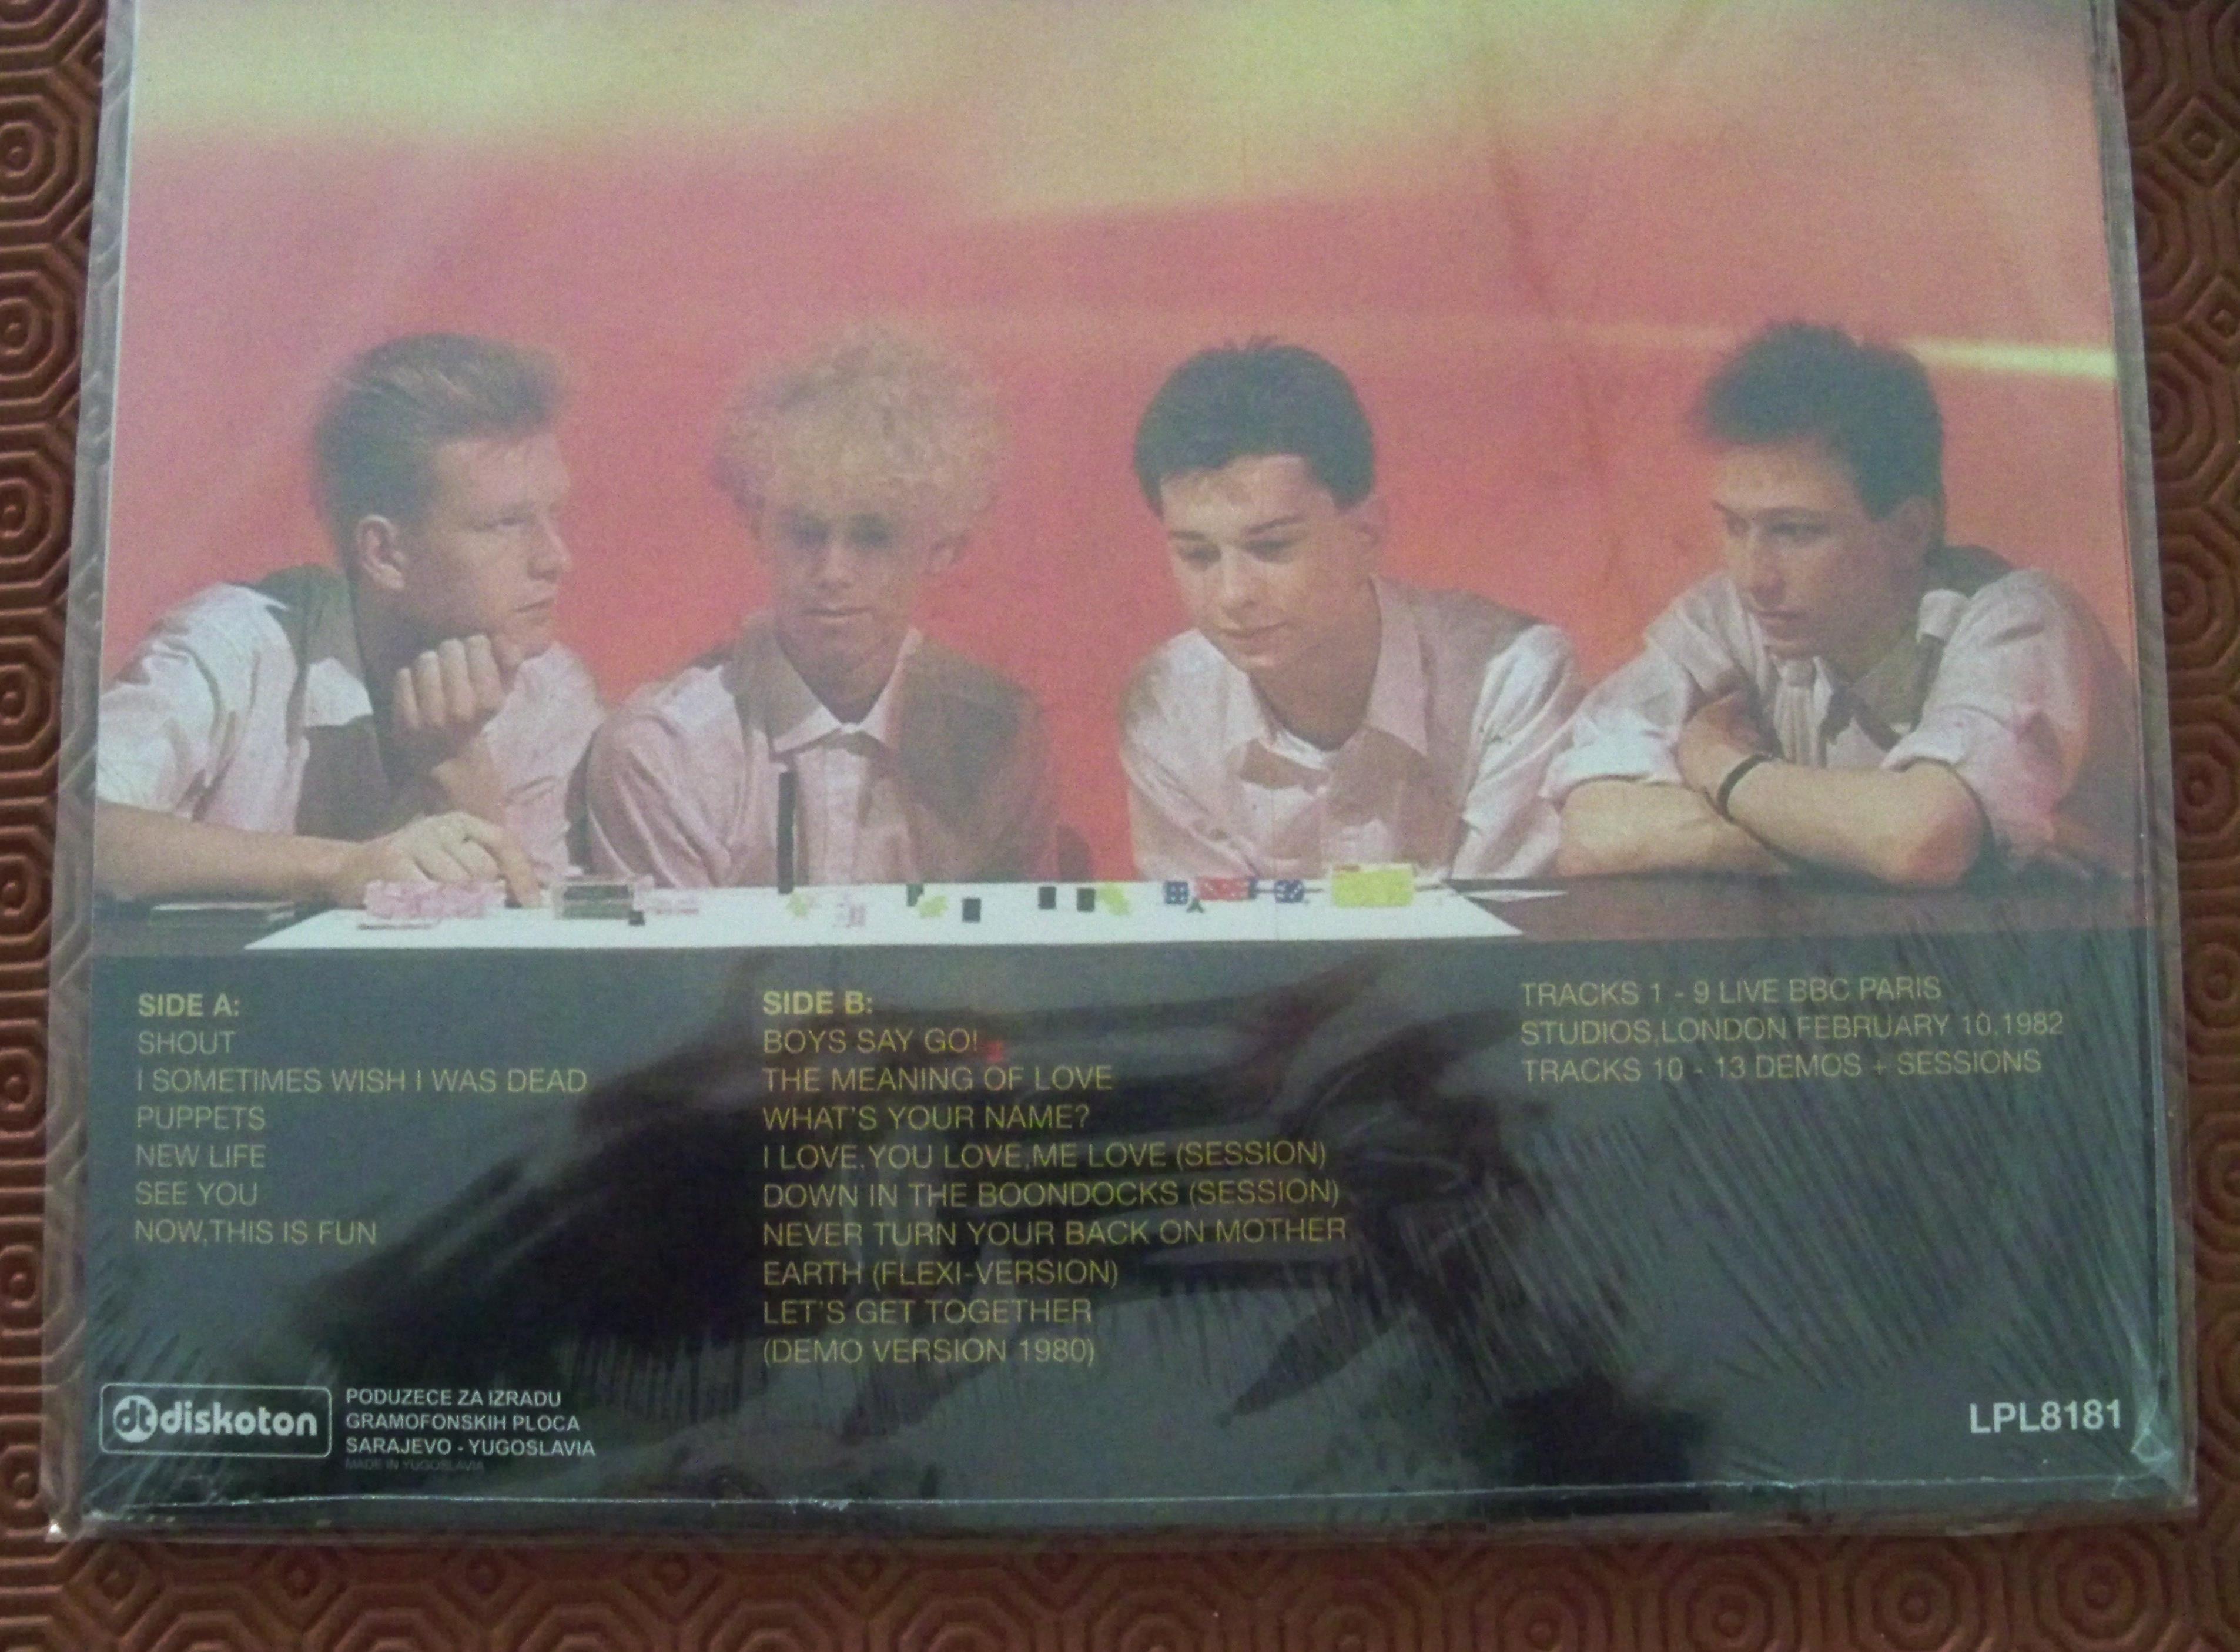 SIDE A:
SHOUT
I SOMETIMES WISH I WAS DEAD
PUPPETS
NEW LIFE
SEE YOU
NOW,THIS IS FUN
SIDE B:
BOYS SAY GO!
THE MEANING OF LOVE
WHAT'S YOUR NAME?
I LOVE.YOU LOVE,ME LOVE (SESSION)
DOWN IN THE BOONDOCKS (SESSION)
NEVER TURN YOUR BACK ON MOTHER
EARTH (FLEXI-VERSION)
LET'S GET TOGETHER
(DEMO VERSION 1980)
TRACKS 1 - 9 LIVE BBC PARIS
STUDIOS,LONDON FEBRUARY 10.1982
TRACKS 10 - 13 DEMOS + SESSIONS
dt diskoton
PODUZECE ZA IZRADU
GRAMOFONSKIH PLOCA
SARAJEVO - YUGOSLAVIA
MADE IN YUGOSLAVIA
LPL8181